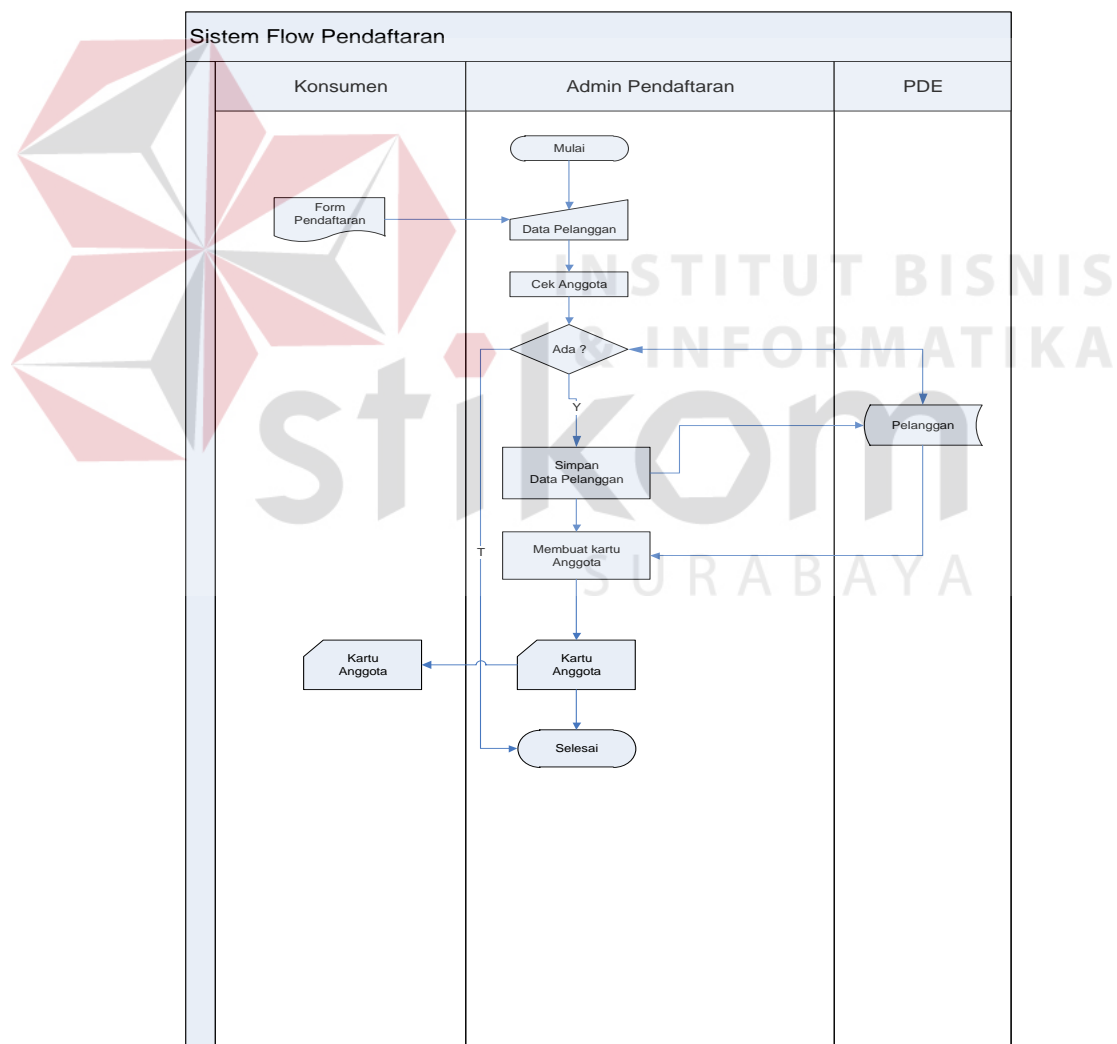 Sistem Flow Pendaftaran
Konsumen
Admin Pendaftaran
PDE
Mulai
Form
Pendaftaran
Data Pelanggan
Cek Anggota
Ada ?
Y
Pelanggan
Simpan
Data Pelanggan
T
Membuat kartu
Anggota
Kartu
Anggota
Kartu
Anggota
Selesai
INSTITUT BISNIS
& INFORMATIKA
stikom
SURABAYA